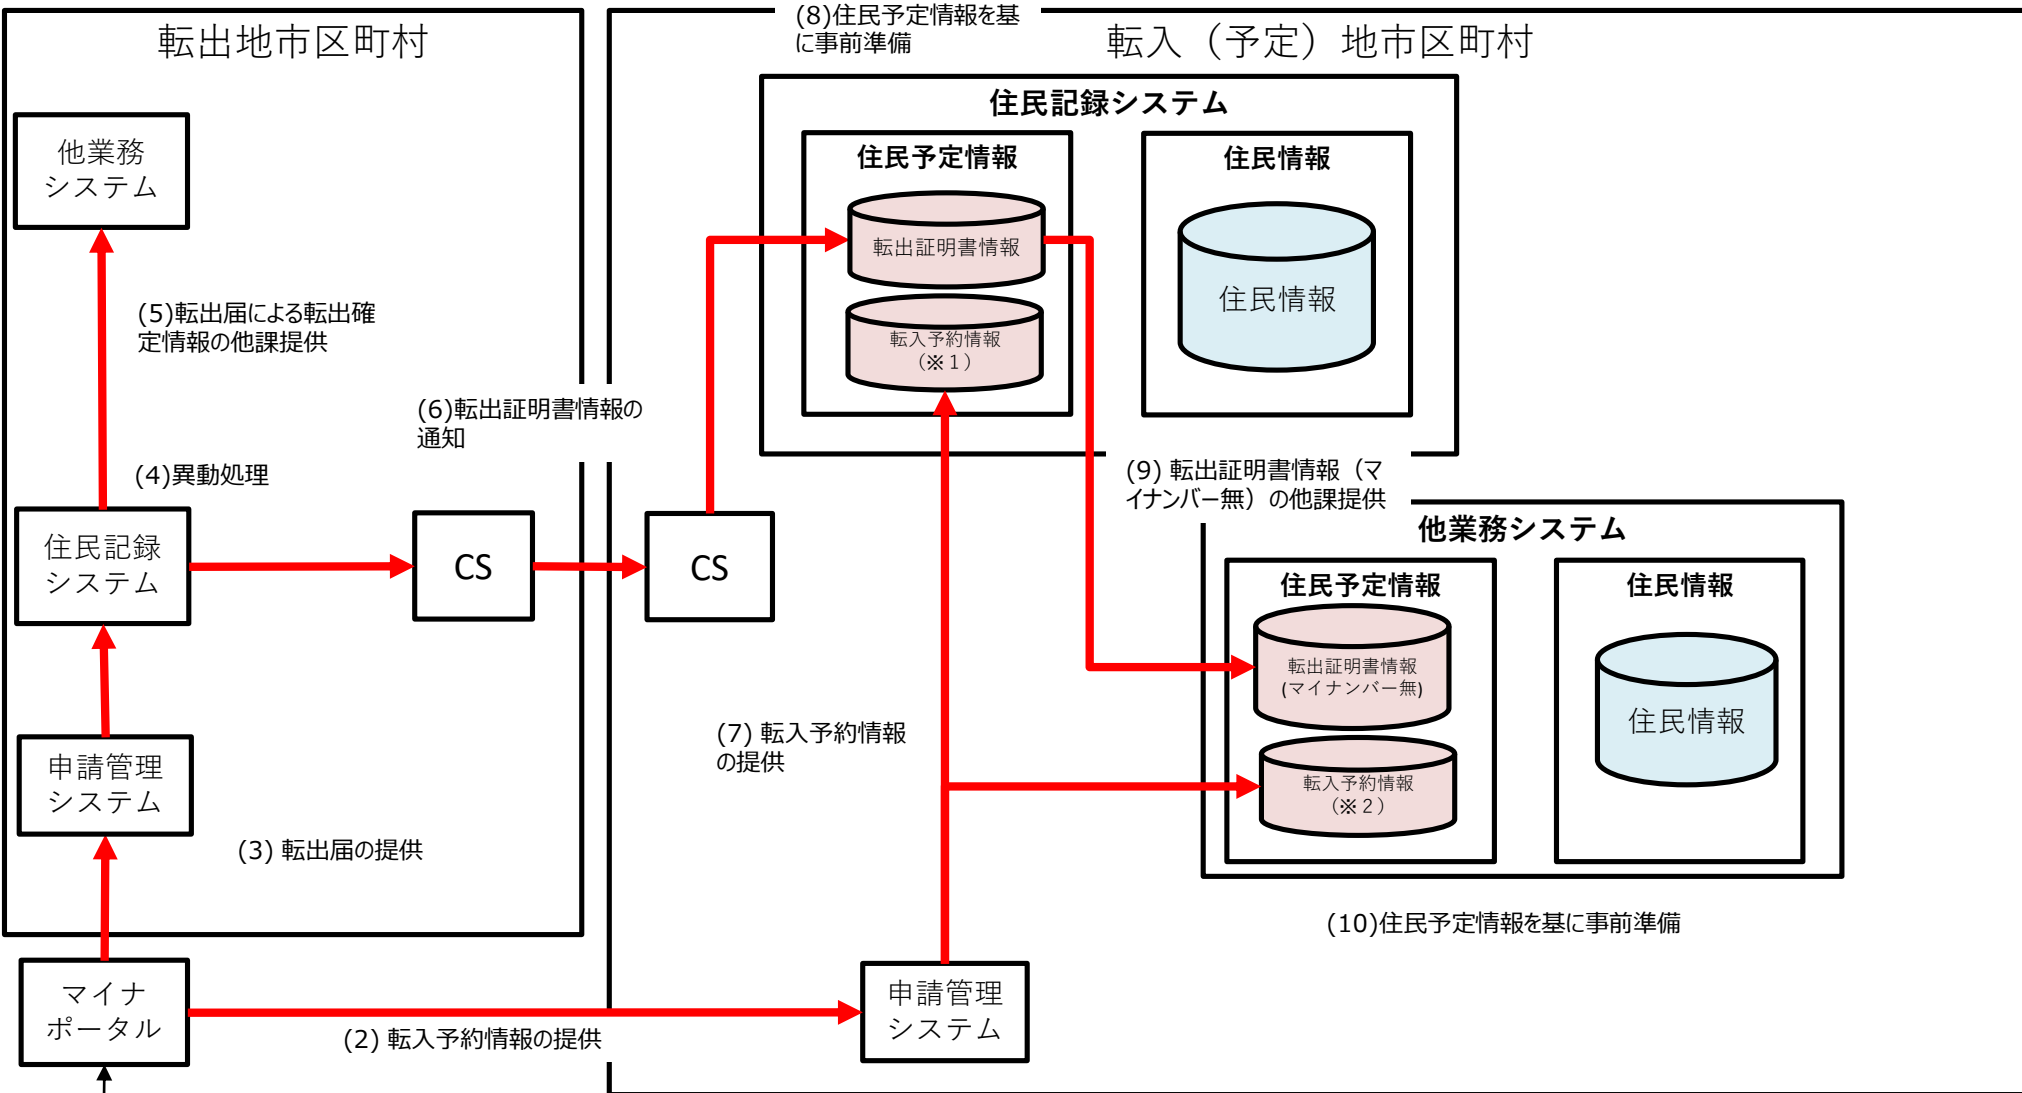 転出地市区町村
他業務
システム
(5)転出届による転出確
定情報の他課提供
(6)転出証明書情報の
通知
(4)異動処理
住民記録
システム
CS
申請管理
システム
(3) 転出届の提供
マイナ
ポータル
(2) 転入予約情報の提供
(8)住民予定情報を基
に事前準備
転入（予定）地市区町村
住民記録システム
住民予定情報
転出証明書情報
転入予約情報
（※１）
住民情報
住民情報
CS
(9) 転出証明書情報（マ
イナンバー無）の他課提供
他業務システム
住民予定情報
転出証明書情報
(マイナンバー無)
転入予約情報
（※２）
住民情報
住民情報
(7) 転入予約情報
の提供
(10)住民予定情報を基に事前準備
申請管理
システム